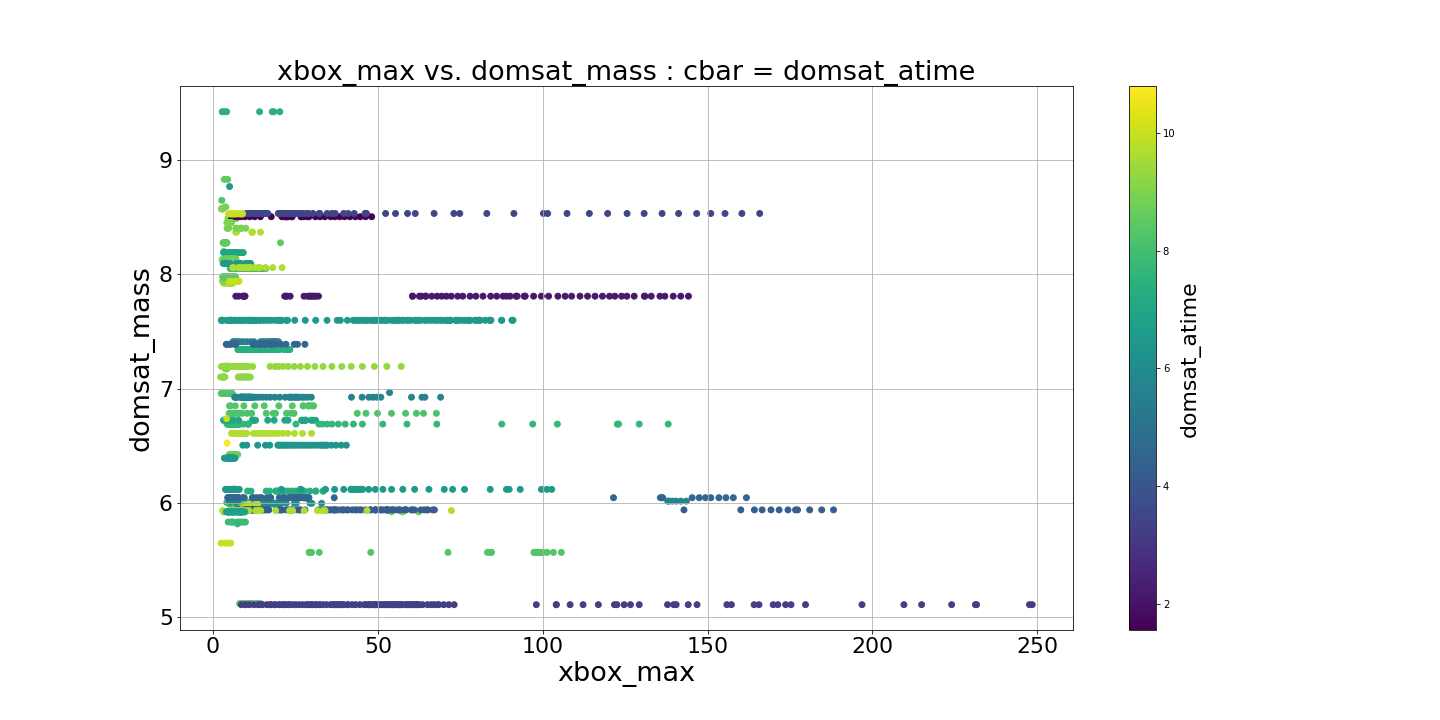 xbox_max vs. domsat_mass : cbar = domsat_atime
9
8
7
6
5
domsat_mass
0 50 100 150 200 250
xbox_max
10
8
6
4
2
domsat_atime